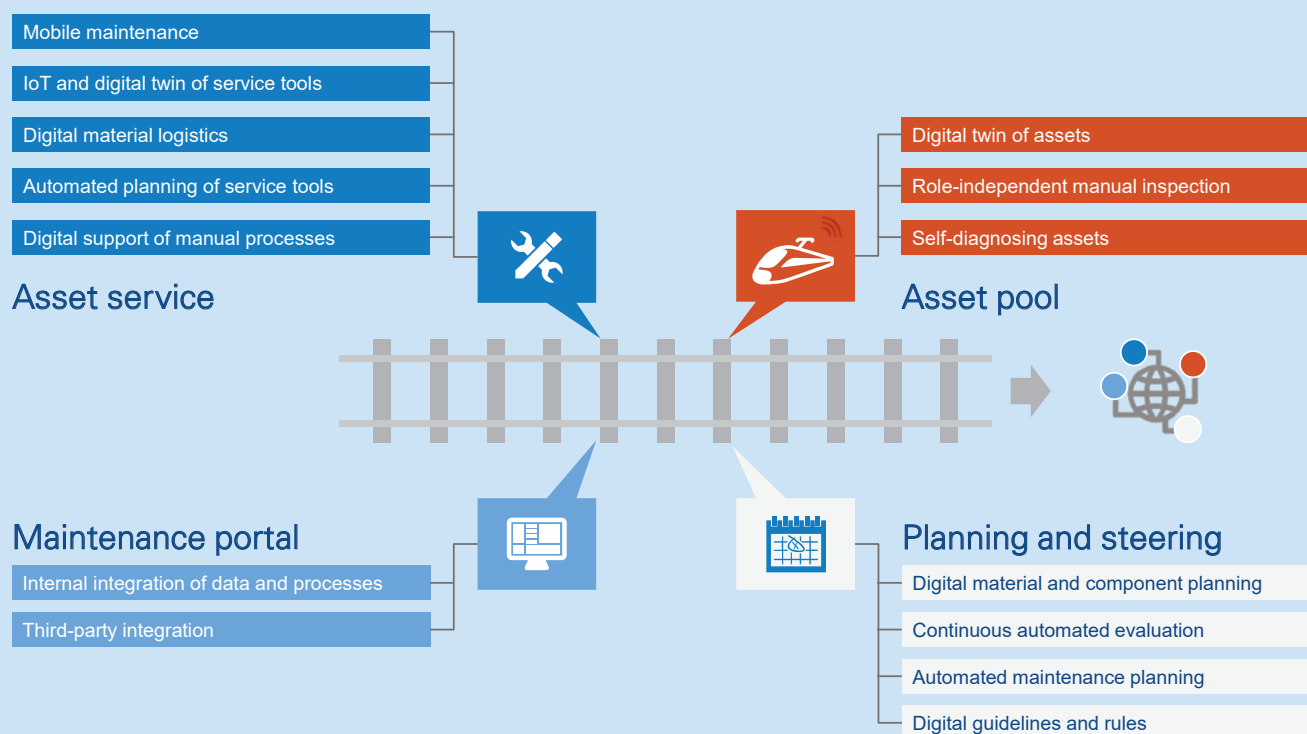 Mobile maintenance
IoT and digital twin of service tools
Digital material logistics
Automated planning of service tools
Digital support of manual processes
Asset service
Digital twin of assets
Role-independent manual inspection
Self-diagnosing assets
Asset pool
Maintenance portal
Internal integration of data and processes
Third-party integration
Planning and steering
Digital material and component planning
Continuous automated evaluation
Automated maintenance planning
Digital guidelines and rules